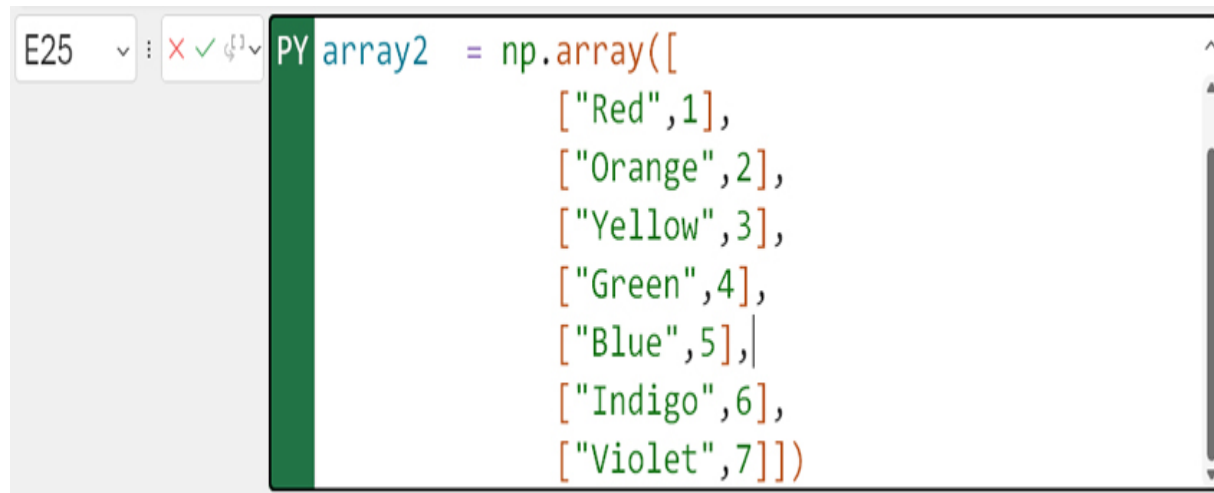 E25 PY array2 = np.array([
["Red",1],
["Orange",2],
["Yellow",3],
["Green",4],
["Blue",5],
["Indigo",6],
["Violet",7]])